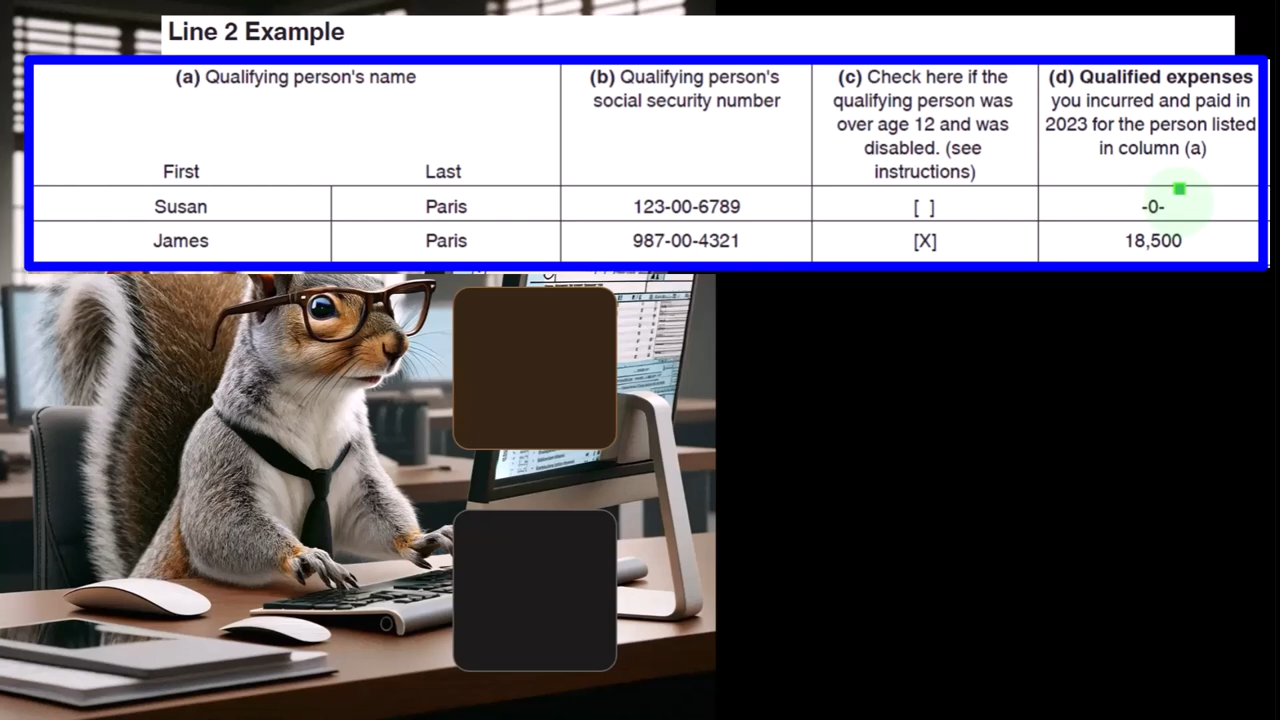 Line 2 Example
(a) Qualifying person's name
First Last
(b) Qualifying person's
social security number
(c) Check here if the
qualifying person was
over age 12 and was
disabled. (see
instructions)
(d) Qualified expenses
you incurred and paid in
2023 for the person listed
in column (a)
Susan Paris 123-00-6789 [ ] -0-
James Paris 987-00-4321 [X] 18,500